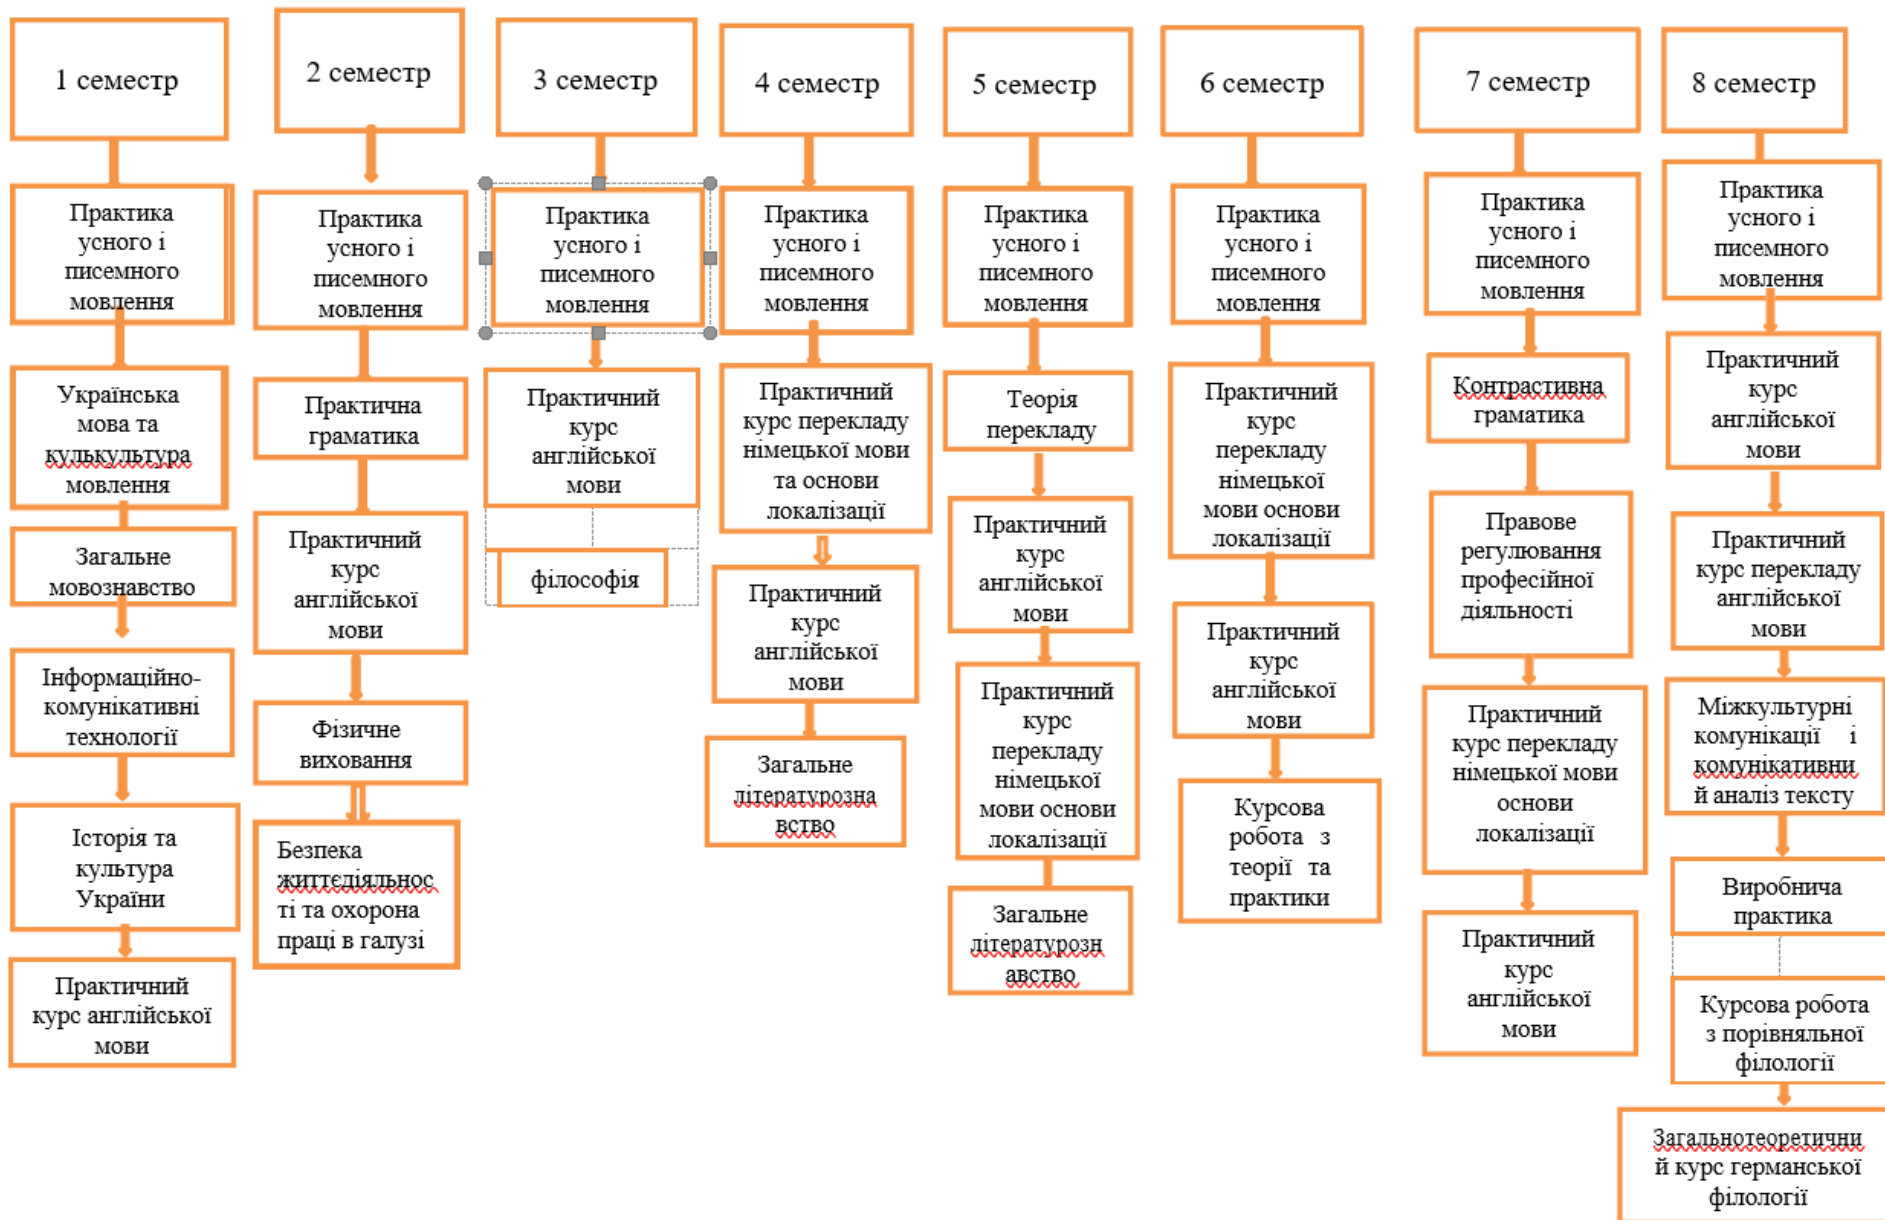 1 семестр
Практика
усного і
писемного
мовлення
Українська
мова та
кулькультура
мовлення
Загальне
мовознавство
Інформаційно-
комунікативні
технології
Історія та
культура
України
Практичний
курс англійської
мови
2 семестр
Практика
усного і
писемного
мовлення
Практична
граматика
Практичний
курс
англійської
мови
Фізичне
виховання
Безпека
життєдіяльнос
ті та охорона
праці в галузі
3 семестр
Практика
усного і
писемного
мовлення
Практичний
курс
англійської
мови
філософія
4 семестр
Практика
усного і
писемного
мовлення
Практичний
курс перекладу
німецької мови
та основи
локалізації
Практичний
курс
англійської
мови
Загальне
літературозна
вство
5 семестр
Практика
усного і
писемного
мовлення
Теорія
перекладу
Практичний
курс
англійської
мови
Практичний
курс
перекладу
німецької
мови основи
локалізації
Загальне
літературозн
авство
6 семестр
Практика
усного і
писемного
мовлення
Практичний
курс
перекладу
німецької
мови основи
локалізації
Практичний
курс
англійської
мови
Курсова
робота з
теорії та
практики
7 семестр
Практика
усного і
писемного
мовлення
Контрастивна
граматика
Правове
регулювання
професійної
діяльності
Практичний
курс перекладу
німецької мови
основи
локалізації
Практичний
курс
англійської
мови
8 семестр
Практика
усного і
писемного
мовлення
Практичний
курс
англійської
мови
Практичний
курс перекладу
англійської
мови
Міжкультурні
комунікації і
комунікативни
й аналіз тексту
Виробнича
практика
Курсова робота
з порівняльної
філології
Загальнотеоретични
й курс германської
філології